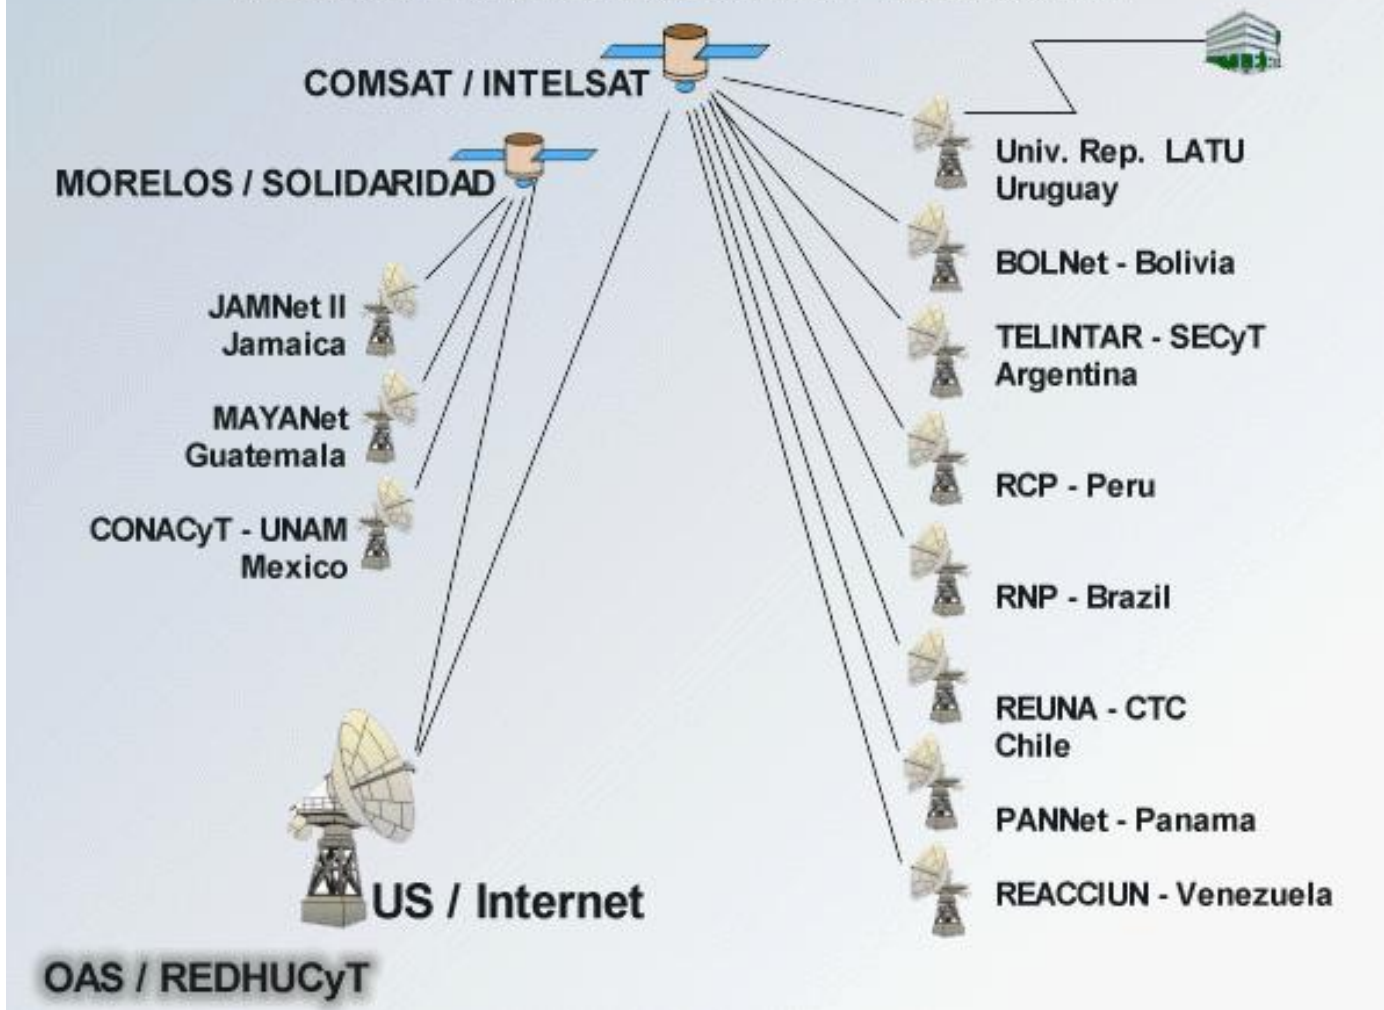 COMSAT / INTELSAT
MORELOS / SOLIDARIDAD
JAMNet II
Jamaica
MAYANet
Guatemala
CONACyT - UNAM
Mexico
Univ. Rep. LATU
Uruguay
BOLNet - Bolivia
TELINTAR - SECyT
Argentina
RCP - Peru
RNP - Brazil
REUNA - CTC
Chile
PANNet - Panama
REACCIUN - Venezuela
US / Internet
OAS / REDHUCyT